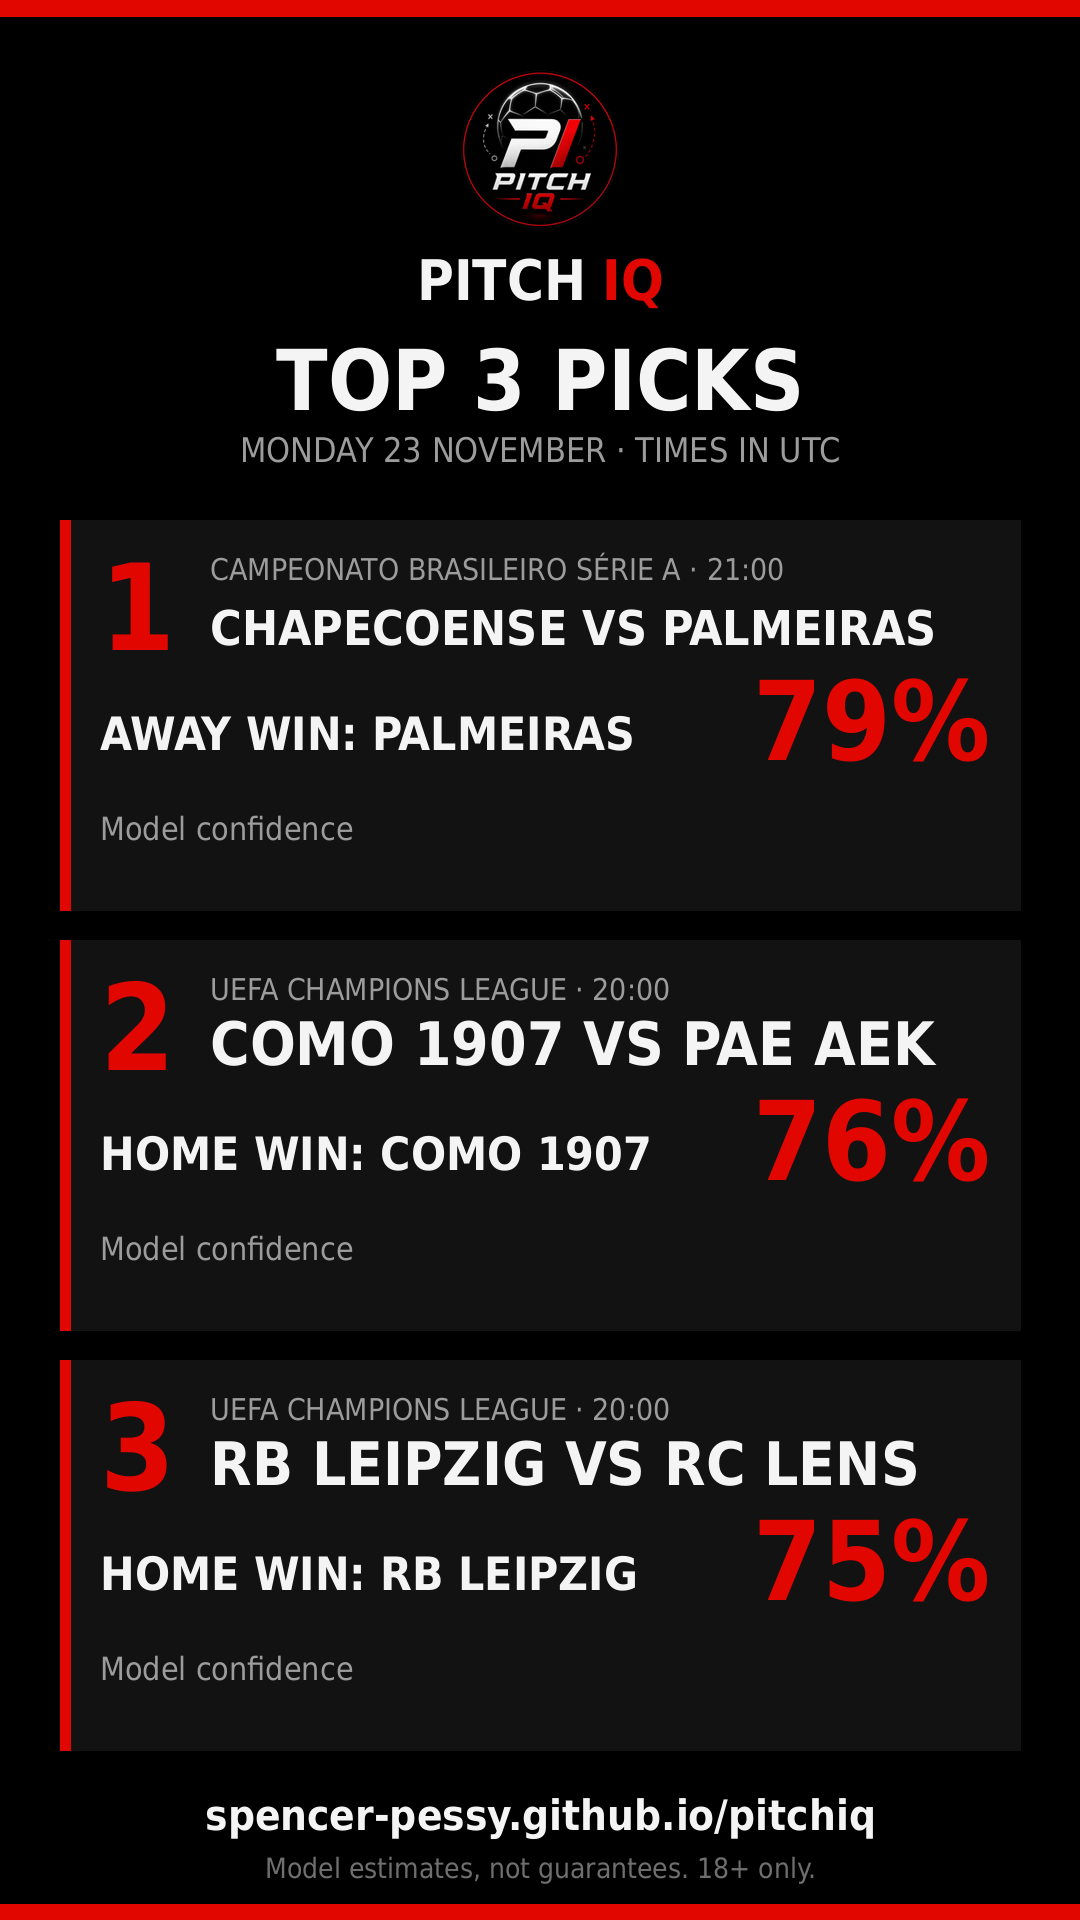 PI
PITCH
IQ
PITCH IQ
TOP 3 PICKS
MONDAY 23 NOVEMBER · TIMES IN UTC
1
CAMPEONATO BRASILEIRO SÉRIE A · 21:00
CHAPECOENSE VS PALMEIRAS
AWAY WIN: PALMEIRAS
79%
Model confidence
2
UEFA CHAMPIONS LEAGUE · 20:00
COMO 1907 VS PAE AEK
HOME WIN: COMO 1907
76%
Model confidence
3
UEFA CHAMPIONS LEAGUE · 20:00
RB LEIPZIG VS RC LENS
HOME WIN: RB LEIPZIG
75%
Model confidence
spencer-pessy.github.io/pitchiq
Model estimates, not guarantees. 18+ only.